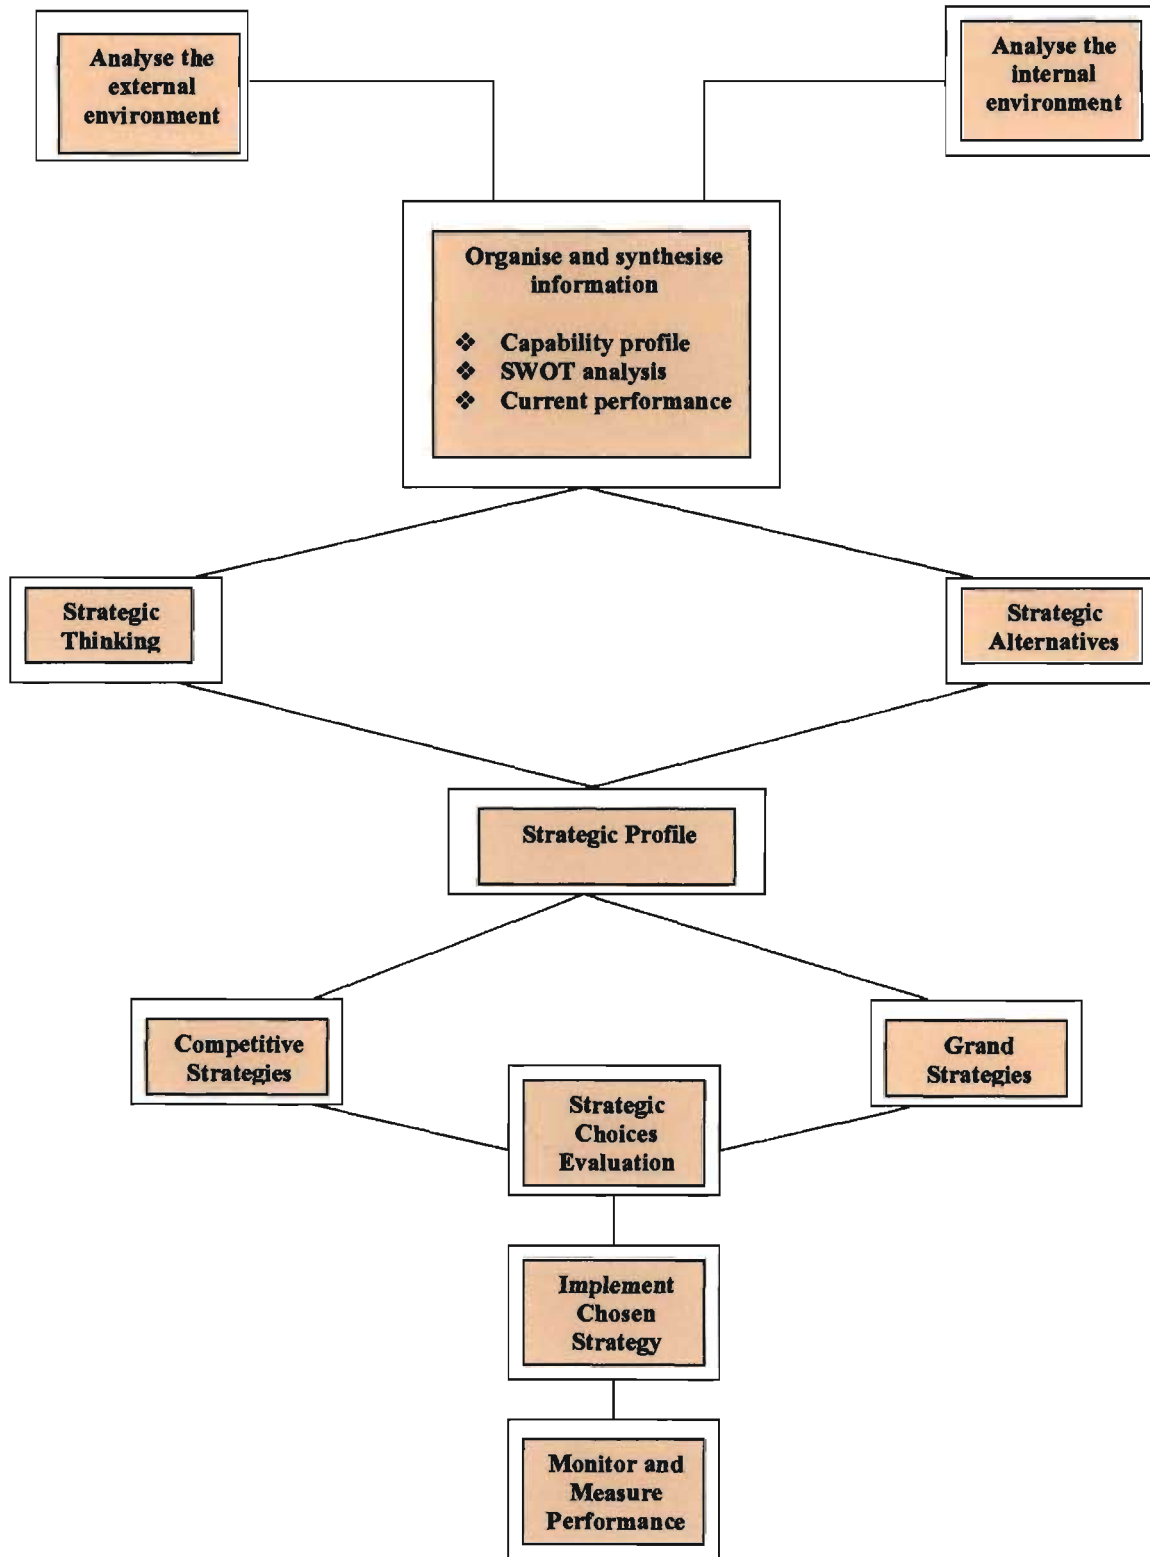 Analyse the
external
environment
Analyse the
internal
environment
Organise and synthesise
information
❖ Capability profile
❖ SWOT analysis
❖ Current performance
Strategic
Thinking
Strategic
Alternatives
Strategic Profile
Competitive
Strategies
Grand
Strategies
Strategic
Choices
Evaluation
Implement
Chosen
Strategy
Monitor and
Measure
Performance